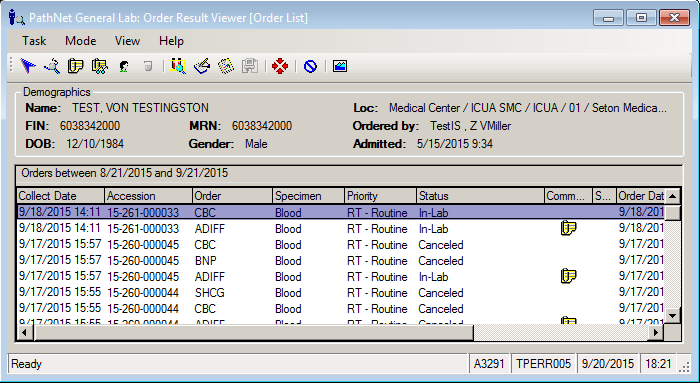 PathNet General Lab: Order Result Viewer [Order List]
Task Mode View Help
Demographics
Name: TEST, VON TESTINGSTON Loc: Medical Center / ICUA SMC / ICUA / 01 / Seton Medica...
FIN: 6038342000 MRN: 6038342000 Ordered by: TestIS , Z VMiller
DOB: 12/10/1984 Gender: Male Admitted: 5/15/2015 9:34
Orders between 8/21/2015 and 9/21/2015
Collect Date Accession Order Specimen Priority Status Comm... S... Order Dat
9/18/2015 14:11 15-261-000033 CBC Blood RT - Routine In-Lab 9/18/201
9/18/2015 14:11 15-261-000033 ADIFF Blood RT - Routine In-Lab 9/18/201
9/17/2015 15:57 15-260-000045 CBC Blood RT - Routine Canceled 9/17/201
9/17/2015 15:57 15-260-000045 BNP Blood RT - Routine Canceled 9/17/201
9/17/2015 15:57 15-260-000045 ADIFF Blood RT - Routine In-Lab 9/17/201
9/17/2015 15:55 15-260-000044 SHCG Blood RT - Routine Canceled 9/17/201
9/17/2015 15:55 15-260-000044 CBC Blood RT - Routine Canceled 9/17/201
9/17/2015 15:55 15-260-000044 ADIFF Blood RT - Routine Canceled 9/17/201
Ready A3291 TPERR005 9/20/2015 18:21